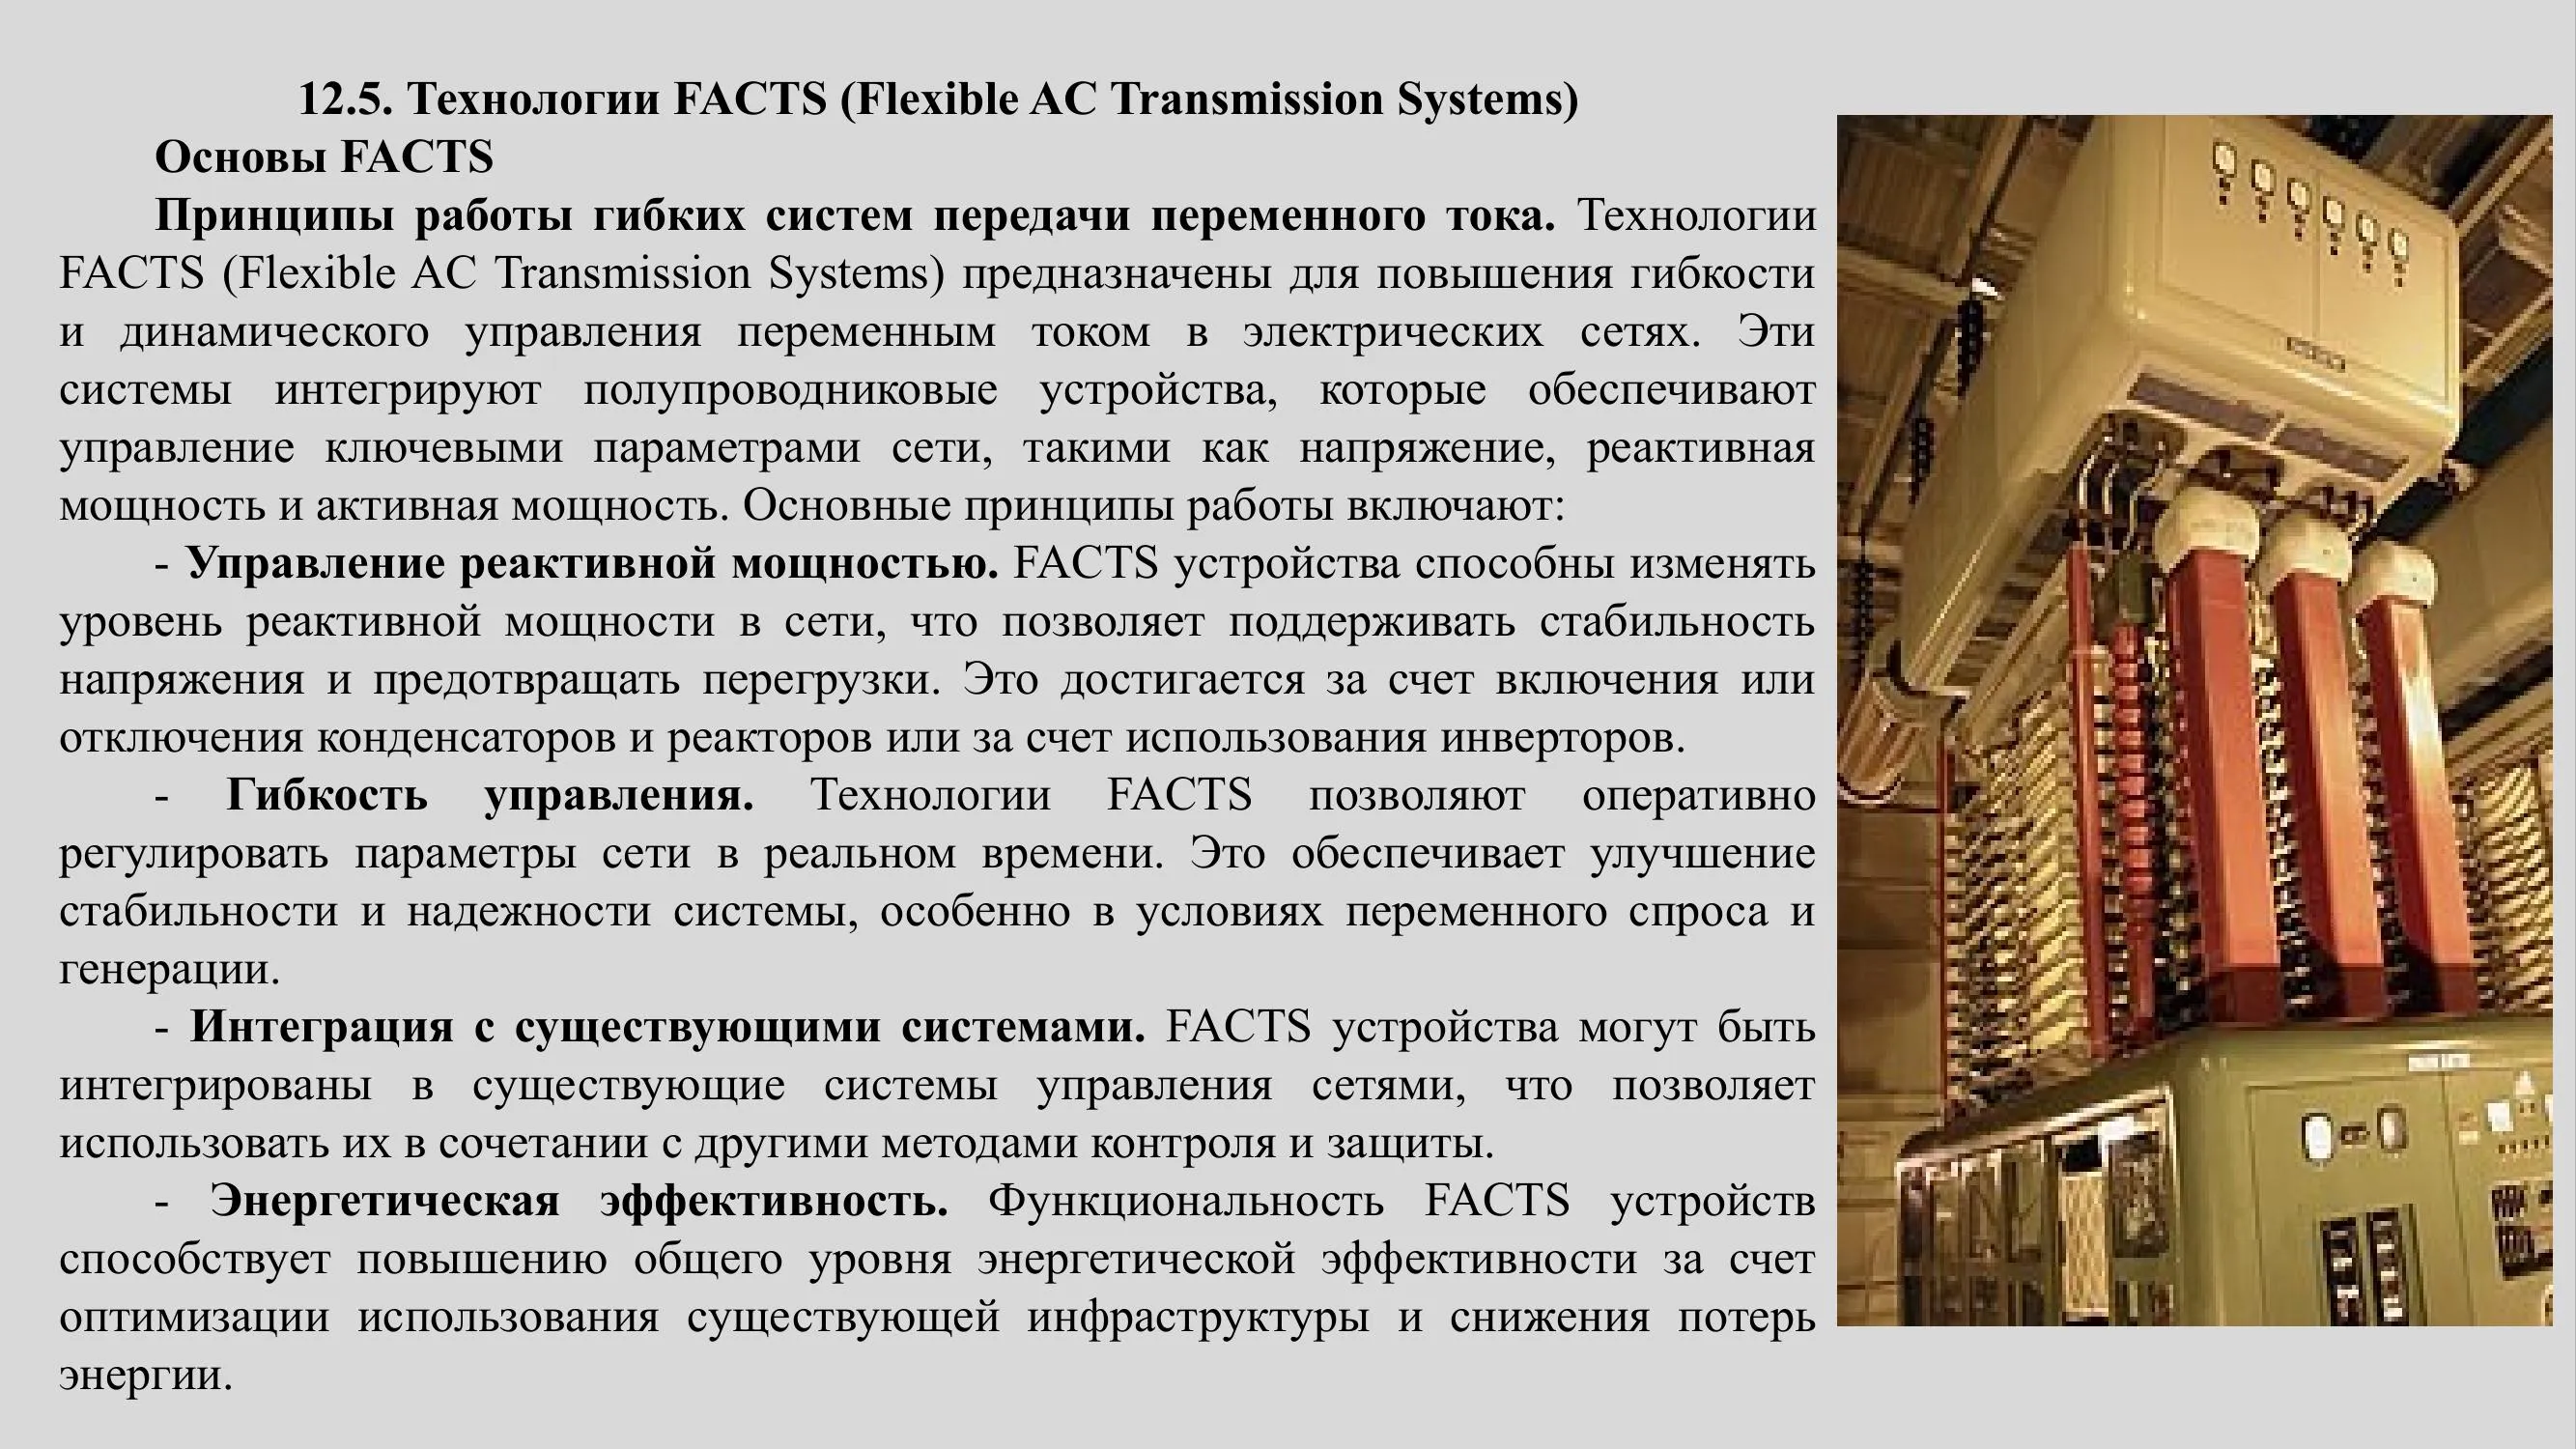 12.5. Технологии FACTS (Flexible AC Transmission Systems)
Основы FACTS
Принципы работы гибких систем передачи переменного тока. Технологии
FACTS (Flexible AC Transmission Systems) предназначены для повышения гибкости
и динамического управления переменным током в электрических сетях. Эти
системы интегрируют полупроводниковые устройства, которые обеспечивают
управление ключевыми параметрами сети, такими как напряжение, реактивная
мощность и активная мощность. Основные принципы работы включают:
- Управление реактивной мощностью. FACTS устройства способны изменять
уровень реактивной мощности в сети, что позволяет поддерживать стабильность
напряжения и предотвращать перегрузки. Это достигается за счет включения или
отключения конденсаторов и реакторов или за счет использования инверторов.
- Гибкость управления. Технологии FACTS позволяют оперативно
регулировать параметры сети в реальном времени. Это обеспечивает улучшение
стабильности и надежности системы, особенно в условиях переменного спроса и
генерации.
- Интеграция с существующими системами. FACTS устройства могут быть
интегрированы в существующие системы управления сетями, что позволяет
использовать их в сочетании с другими методами контроля и защиты.
- Энергетическая эффективность. Функциональность FACTS устройств
способствует повышению общего уровня энергетической эффективности за счет
оптимизации использования существующей инфраструктуры и снижения потерь
энергии.